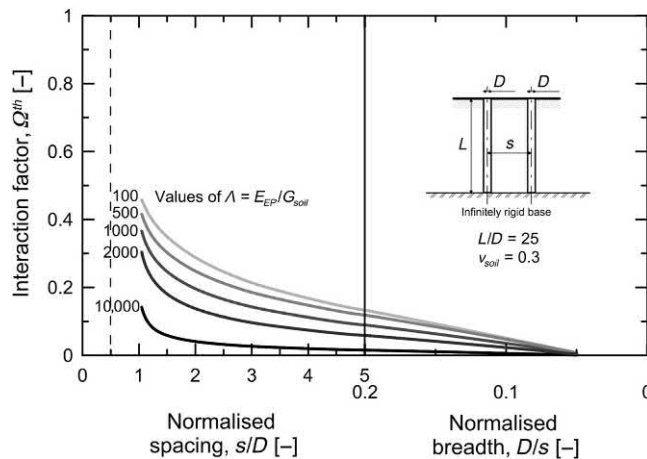 1
0.8
0.6
0.4
0.2
0
Interaction factor, Ω^th [–]
100
500
1000
2000
10,000
Values of Λ = E_EP/G_soil
D
D
L
s
Infinitely rigid base
L/D = 25
ν_soil = 0.3
0
1
2
3
4
5
0.2
0.1
0
0
Normalised
spacing, s/D [–]
Normalised
breadth, D/s [–]